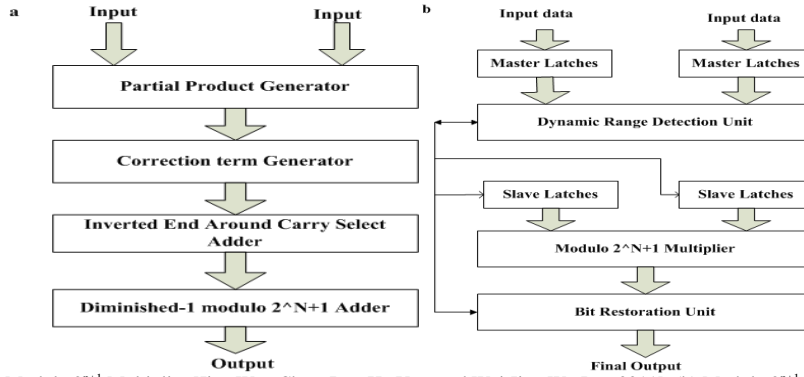 a
Input
Input
Partial Product Generator
Correction term Generator
Inverted End Around Carry Select
Adder
Diminished-1 modulo 2^N+1 Adder
Output
b
Input data
Input data
Master Latches
Master Latches
Dynamic Range Detection Unit
Slave Latches
Slave Latches
Modulo 2^N+1 Multiplier
Bit Restoration Unit
Final Output